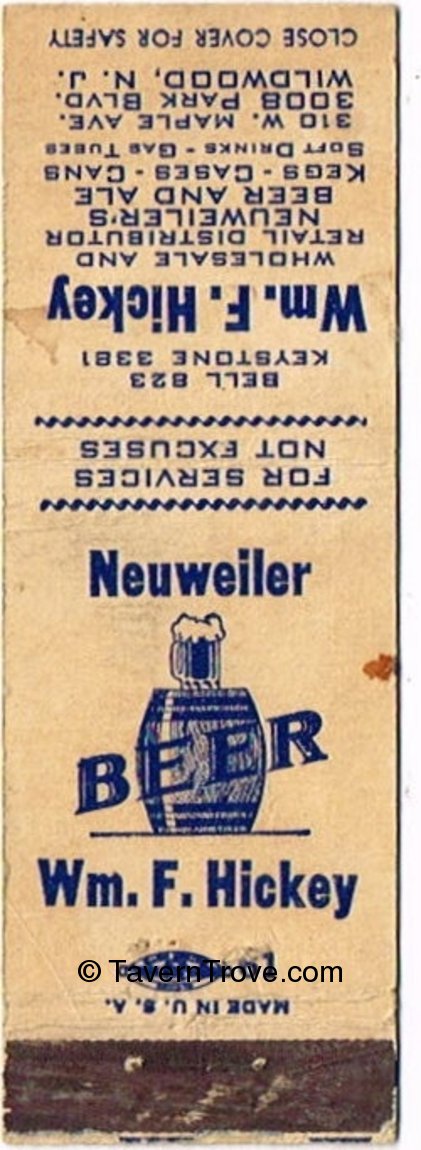 Neuweiler
BEER
Wm. F. Hickey
© TavernTrove.com
MADE IN U. S. A.
FOR SERVICES
NOT EXCUSES
BELL 823
KEYSTONE 3381
Wm. F. Hickey
WHOLESALE AND
RETAIL DISTRIBUTOR
NEUWEILER'S
BEER AND ALE
KEGS - CASES - CANS
SOFT DRINKS - GAS TUBES
310 W. MAPLE AVE.
3008 PARK BLVD.
WILDWOOD, N. J.
CLOSE COVER FOR SAFETY